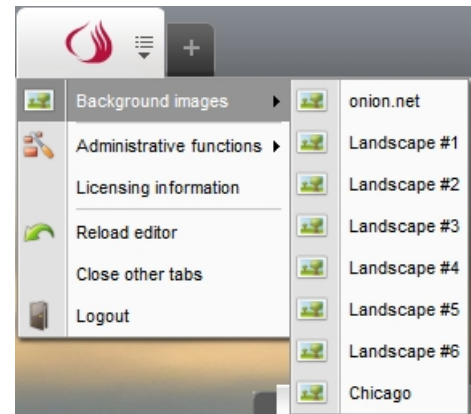 +
Background images
Administrative functions
Licensing information
Reload editor
Close other tabs
Logout
onion.net
Landscape #1
Landscape #2
Landscape #3
Landscape #4
Landscape #5
Landscape #6
Chicago